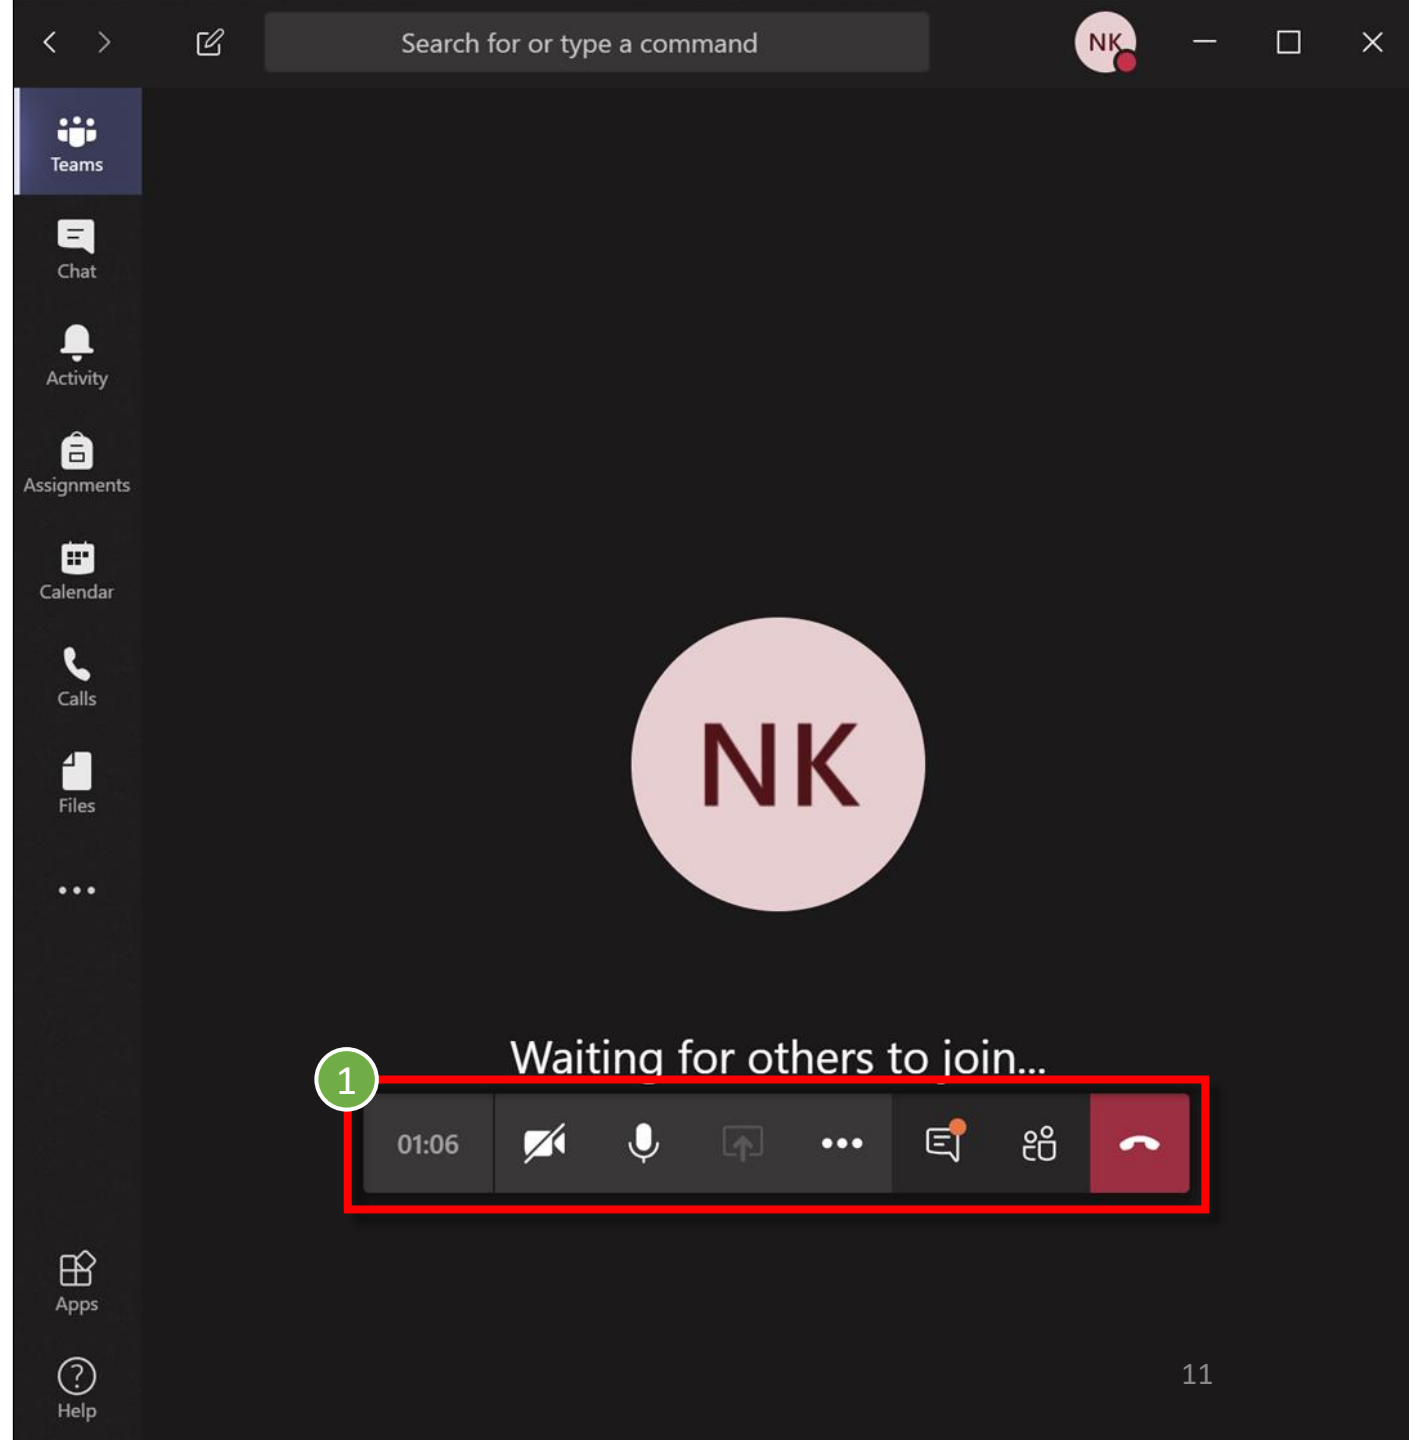 Search for or type a command
NK
Teams
Chat
Activity
Assignments
Calendar
Calls
Files
NK
Waiting for others to join...
1
01:06
Apps
Help
11